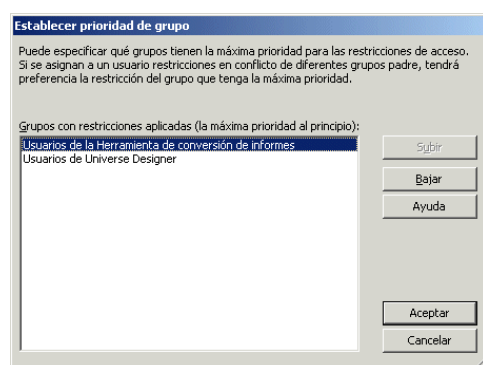 Establecer prioridad de grupo
Puede especificar qué grupos tienen la máxima prioridad para las restricciones de acceso.
Si se asignan a un usuario restricciones en conflicto de diferentes grupos padre, tendrá
preferencia la restricción del grupo que tenga la máxima prioridad.
Grupos con restricciones aplicadas (la máxima prioridad al principio):
Usuarios de la Herramienta de conversión de informes
Usuarios de Universe Designer
Subir
Bajar
Ayuda
Aceptar
Cancelar